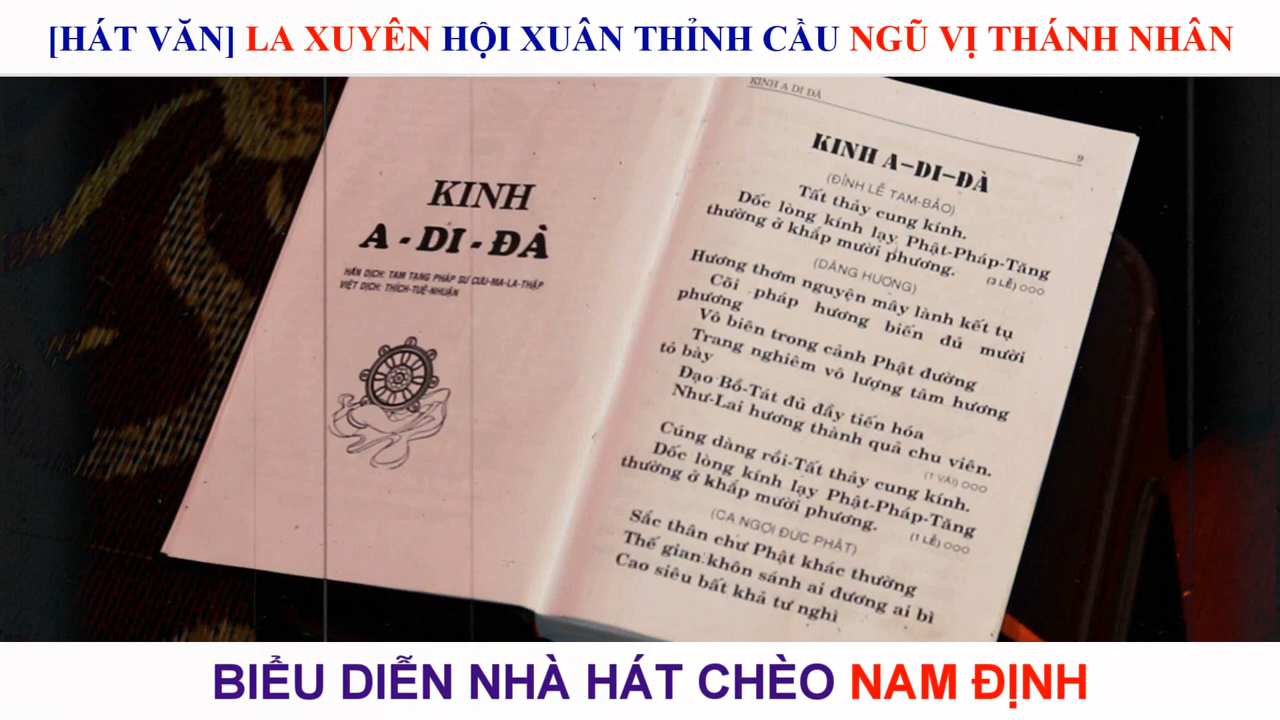 [HÁT VĂN] LA XUYÊN HỘI XUÂN THỈNH CẦU NGŨ VỊ THÁNH NHÂN
KINH
A - DI - ĐÀ
HÁN DỊCH: TAM TẠNG PHÁP SƯ CƯU-MA-LA-THẬP
VIỆT DỊCH: THÍCH-TUỆ-NHUẬN
KINH A DI ĐÀ
9
KINH A–DI–ĐÀ
(ĐỈNH LỄ TAM-BẢO)
Tất thảy cung kính.
Dốc lòng kính lạy Phật-Pháp-Tăng
thường ở khắp mười phương.
(3 LỄ) OOO
(DÂNG HƯƠNG)
Hương thơm nguyện mây lành kết tụ
Cõi pháp hương biến đủ mười
phương
Vô biên trong cảnh Phật đường
Trang nghiêm vô lượng tâm hương
tỏ bày
Đạo Bồ-Tát đủ đầy tiến hóa
Như-Lai hương thành quả chu viên.
Cúng dàng rồi-Tất thảy cung kính.
(1 VÁI) OOO
Dốc lòng kính lạy Phật-Pháp-Tăng
thường ở khắp mười phương.
(1 LỄ) OOO
(CA NGỢI ĐỨC PHẬT)
Sắc thân chư Phật khác thường
Thế gian khôn sánh ai đương ai bì
Cao siêu bất khả tư nghì
BIỂU DIỄN NHÀ HÁT CHÈO NAM ĐỊNH